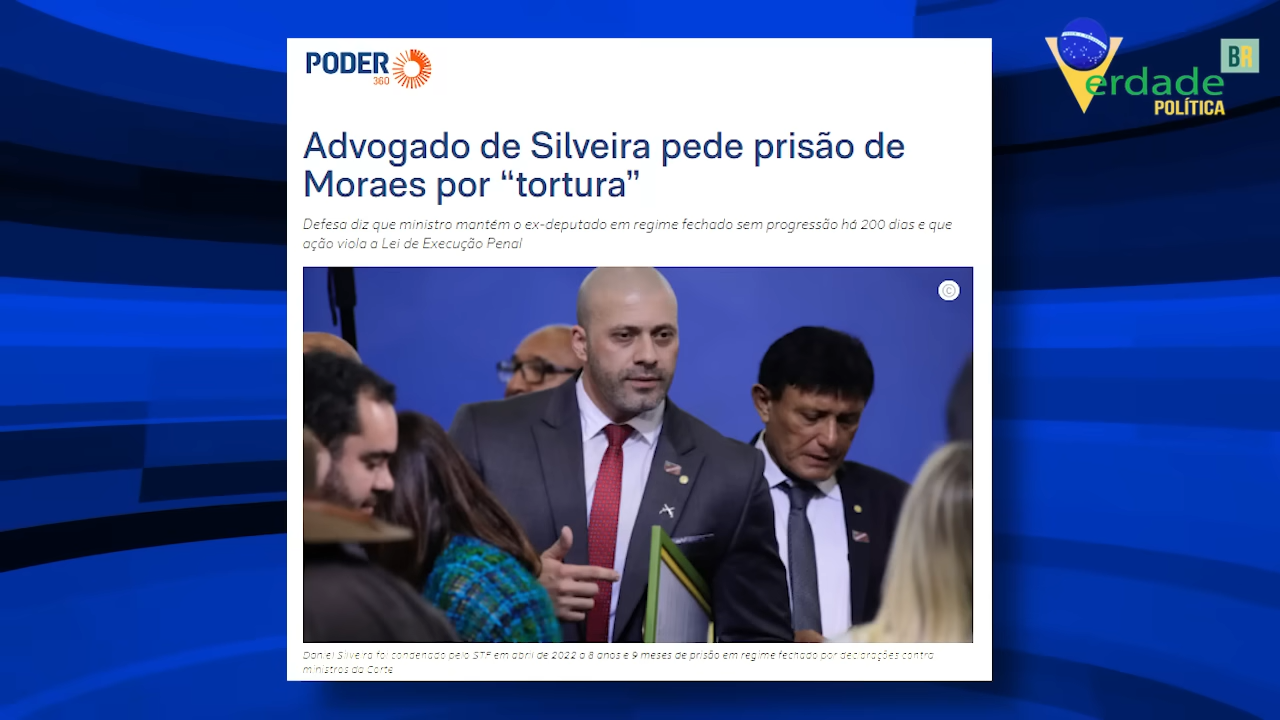 PODER
360
Verdade
POLÍTICA
BR
Advogado de Silveira pede prisão de
Moraes por “tortura”
Defesa diz que ministro mantém o ex-deputado em regime fechado sem progressão há 200 dias e que
ação viola a Lei de Execução Penal
©
Daniel Silveira foi condenado pelo STF em abril de 2022 a 8 anos e 9 meses de prisão em regime fechado por declarações contra
ministros da Corte